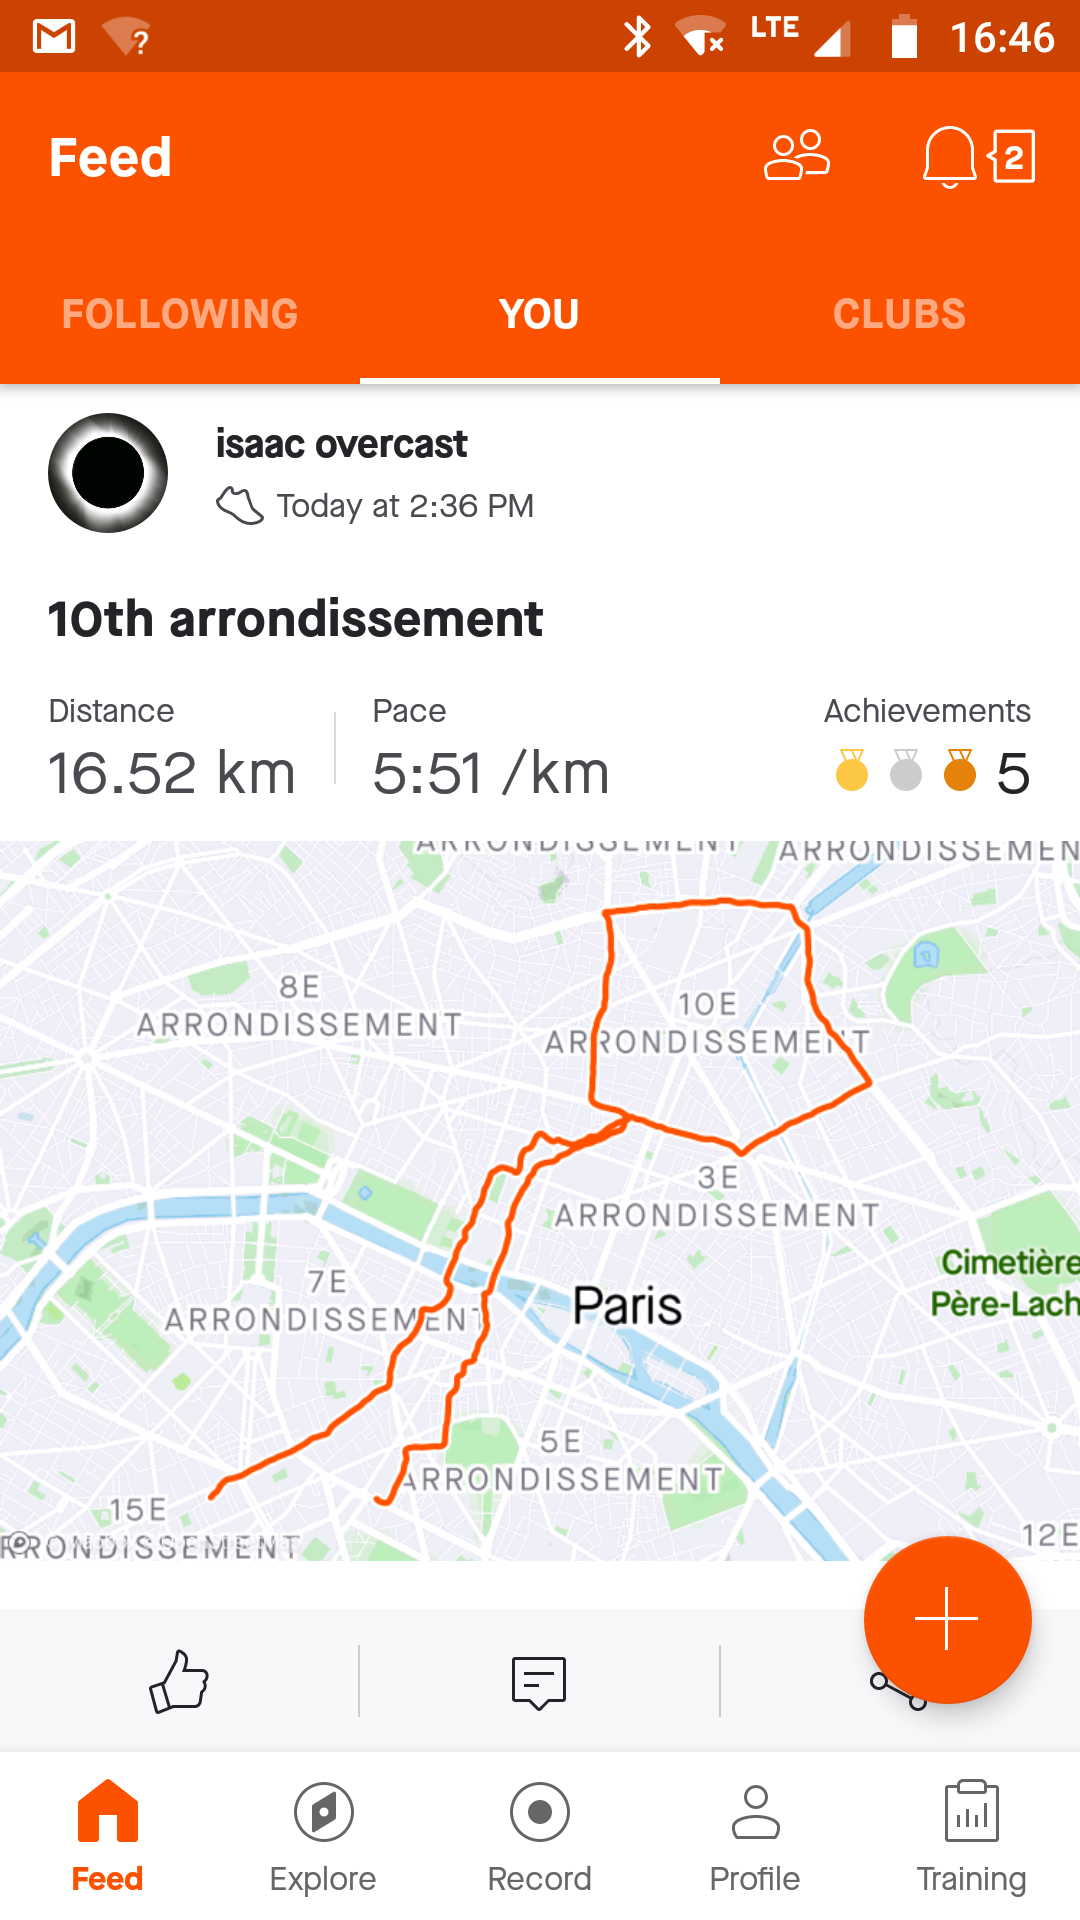 LTE 16:46
Feed 2
FOLLOWING YOU CLUBS
isaac overcast
Today at 2:36 PM
10th arrondissement
Distance Pace Achievements
16.52 km 5:51 /km 5
ARRONDISSEMENT ARRONDISSEMEN
8E
ARRONDISSEMENT
10E
ARRONDISSEMENT
3E
ARRONDISSEMENT
Cimetière
Père-Lach
7E
ARRONDISSEMENT
Paris
5E
ARRONDISSEMENT
15E
RRONDISSEMENT
12E
Feed Explore Record Profile Training